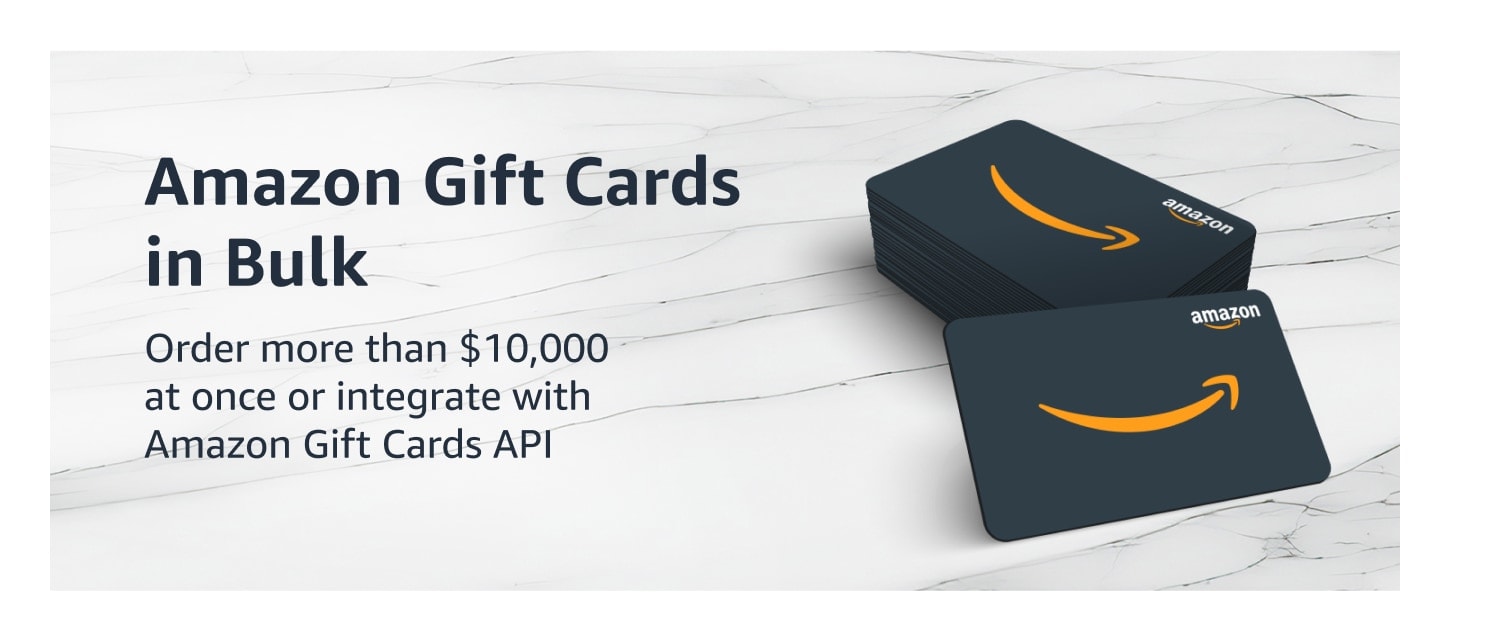 Amazon Gift Cards
in Bulk
Order more than $10,000
at once or integrate with
Amazon Gift Cards API
amazon
amazon